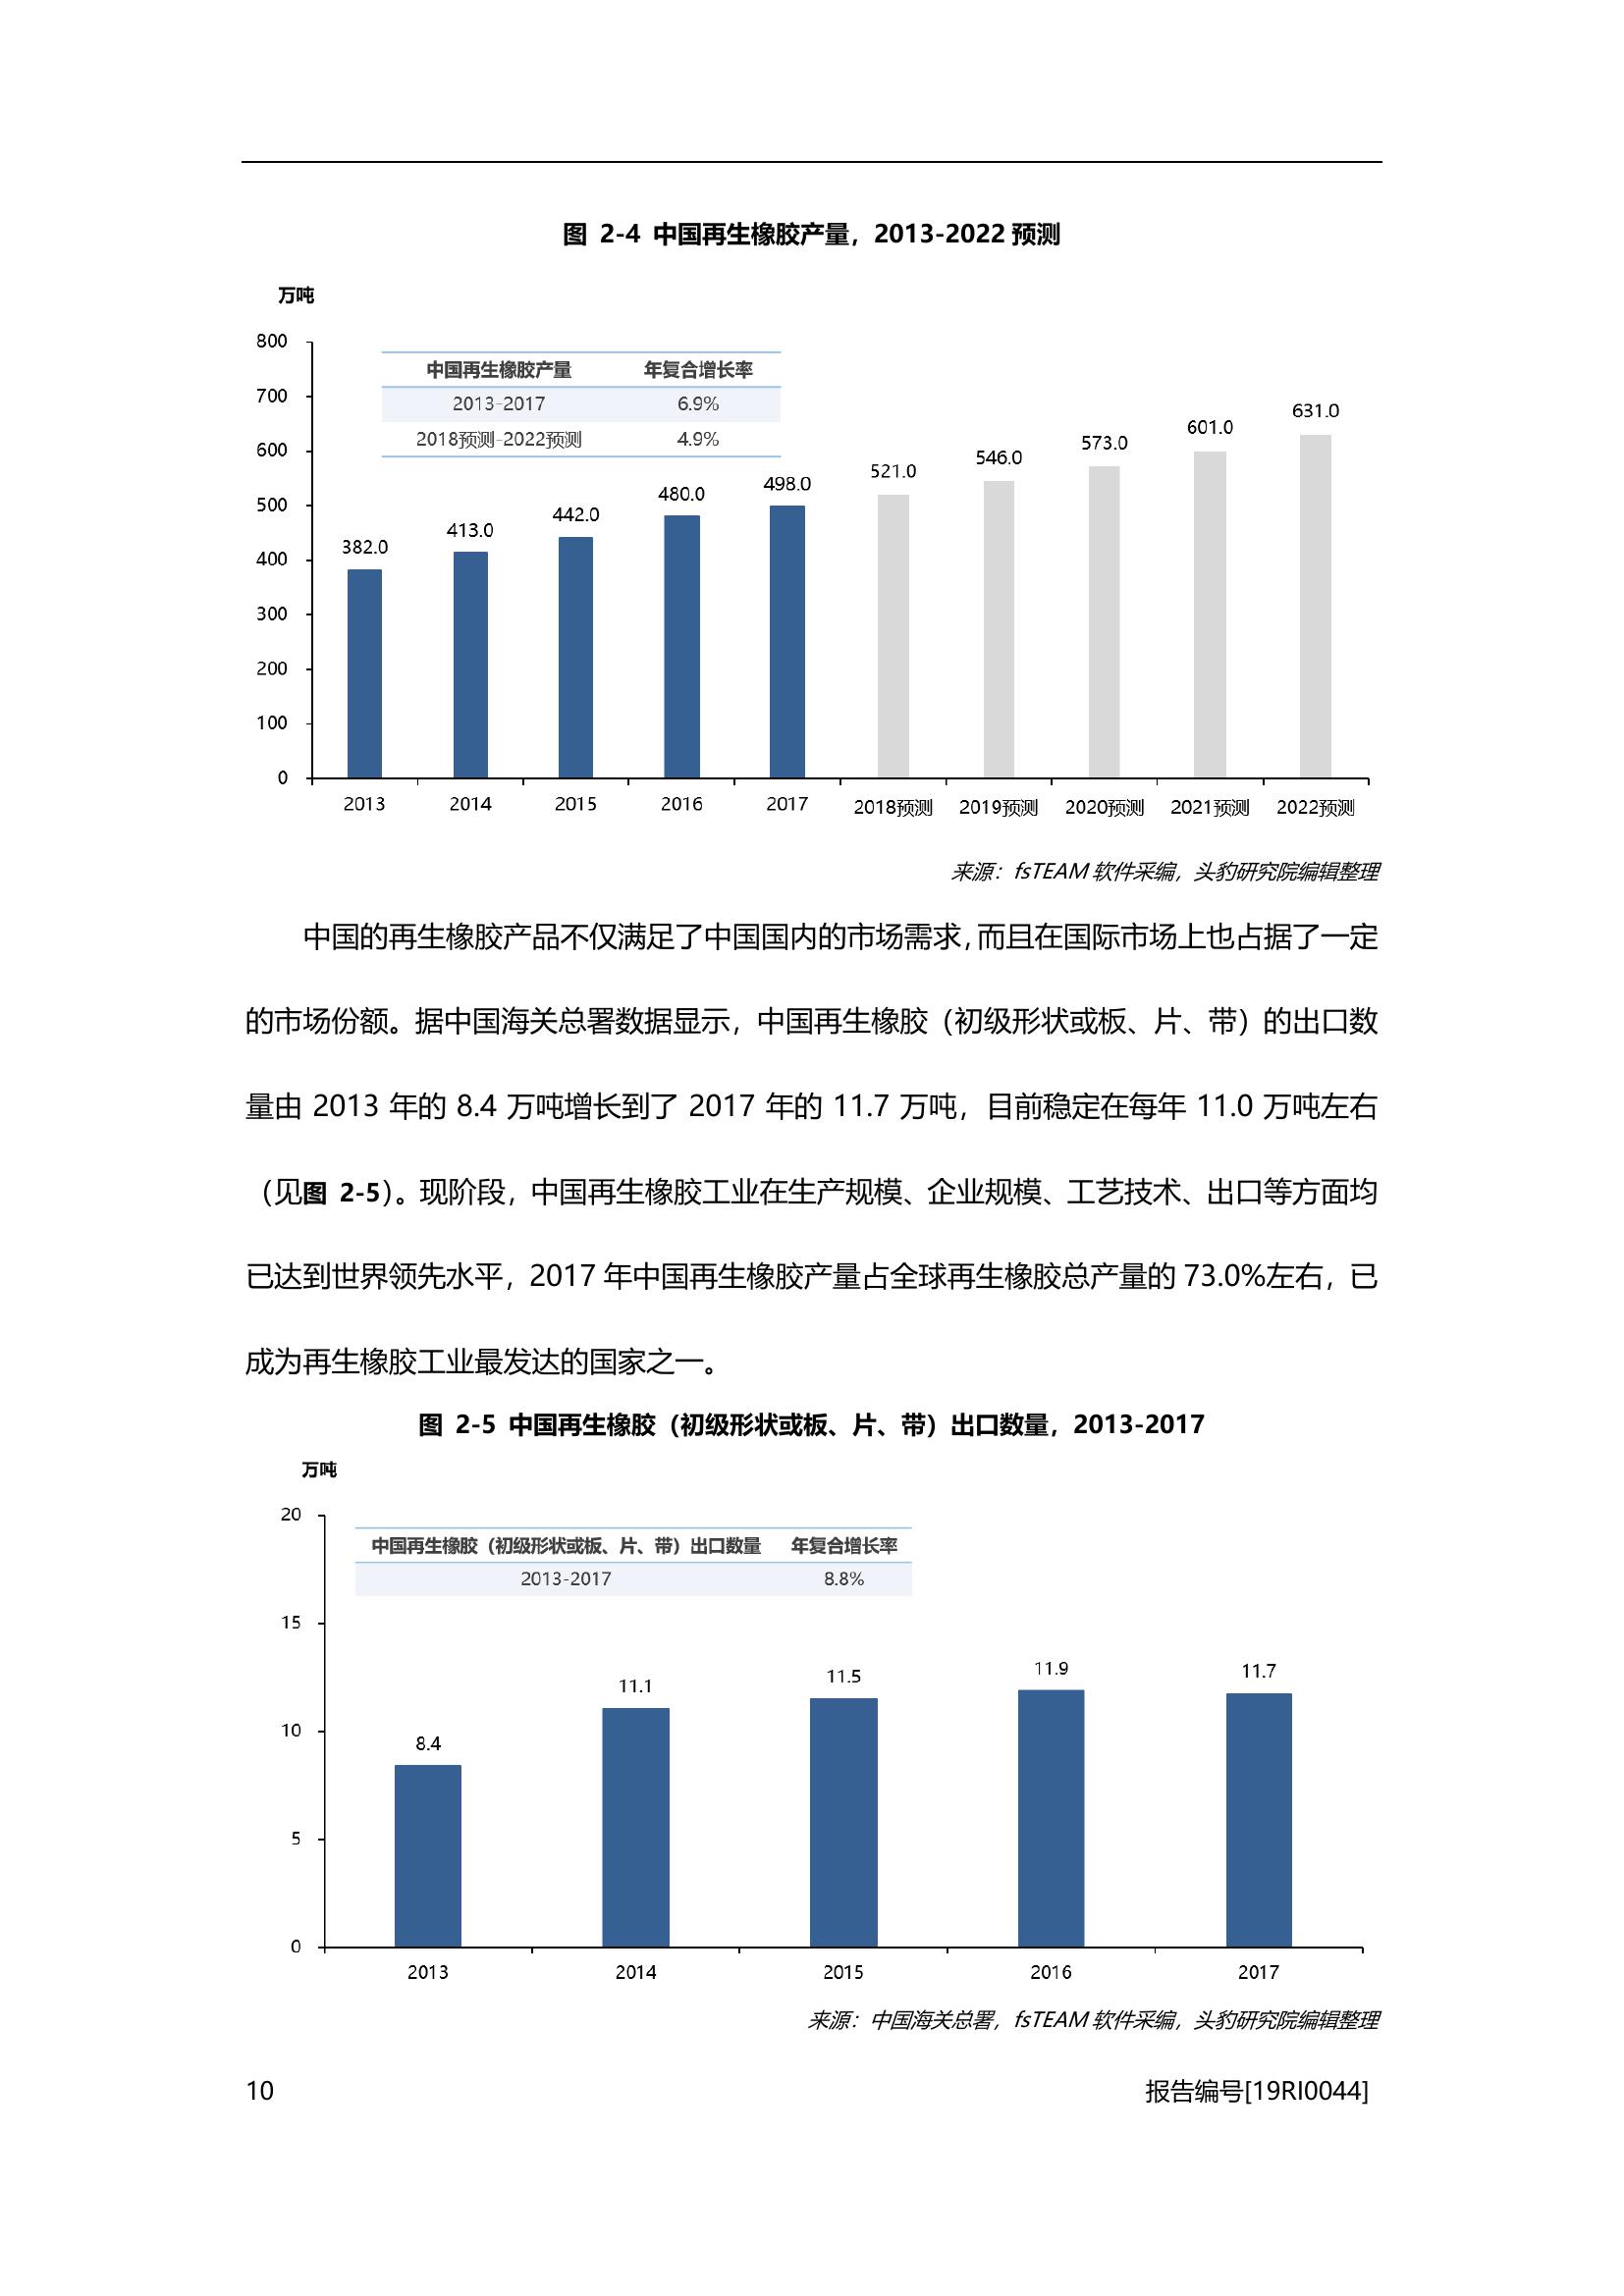 图 2-4 中国再生橡胶产量，2013-2022 预测
万吨
800
700
600
500
400
300
200
100
0
中国再生橡胶产量 年复合增长率
2013-2017 6.9%
2018预测-2022预测 4.9%
382.0 413.0 442.0 480.0 498.0 521.0 546.0 573.0 601.0 631.0
2013 2014 2015 2016 2017 2018预测 2019预测 2020预测 2021预测 2022预测
来源：fsTEAM 软件采编，头豹研究院编辑整理
中国的再生橡胶产品不仅满足了中国国内的市场需求，而且在国际市场上也占据了一定
的市场份额。据中国海关总署数据显示，中国再生橡胶（初级形状或板、片、带）的出口数
量由 2013 年的 8.4 万吨增长到了 2017 年的 11.7 万吨，目前稳定在每年 11.0 万吨左右
（见图 2-5）。现阶段，中国再生橡胶工业在生产规模、企业规模、工艺技术、出口等方面均
已达到世界领先水平，2017 年中国再生橡胶产量占全球再生橡胶总产量的 73.0%左右，已
成为再生橡胶工业最发达的国家之一。
图 2-5 中国再生橡胶（初级形状或板、片、带）出口数量，2013-2017
万吨
20
15
10
5
0
中国再生橡胶（初级形状或板、片、带）出口数量 年复合增长率
2013-2017 8.8%
8.4 11.1 11.5 11.9 11.7
2013 2014 2015 2016 2017
来源：中国海关总署，fsTEAM 软件采编，头豹研究院编辑整理
10 报告编号[19RI0044]